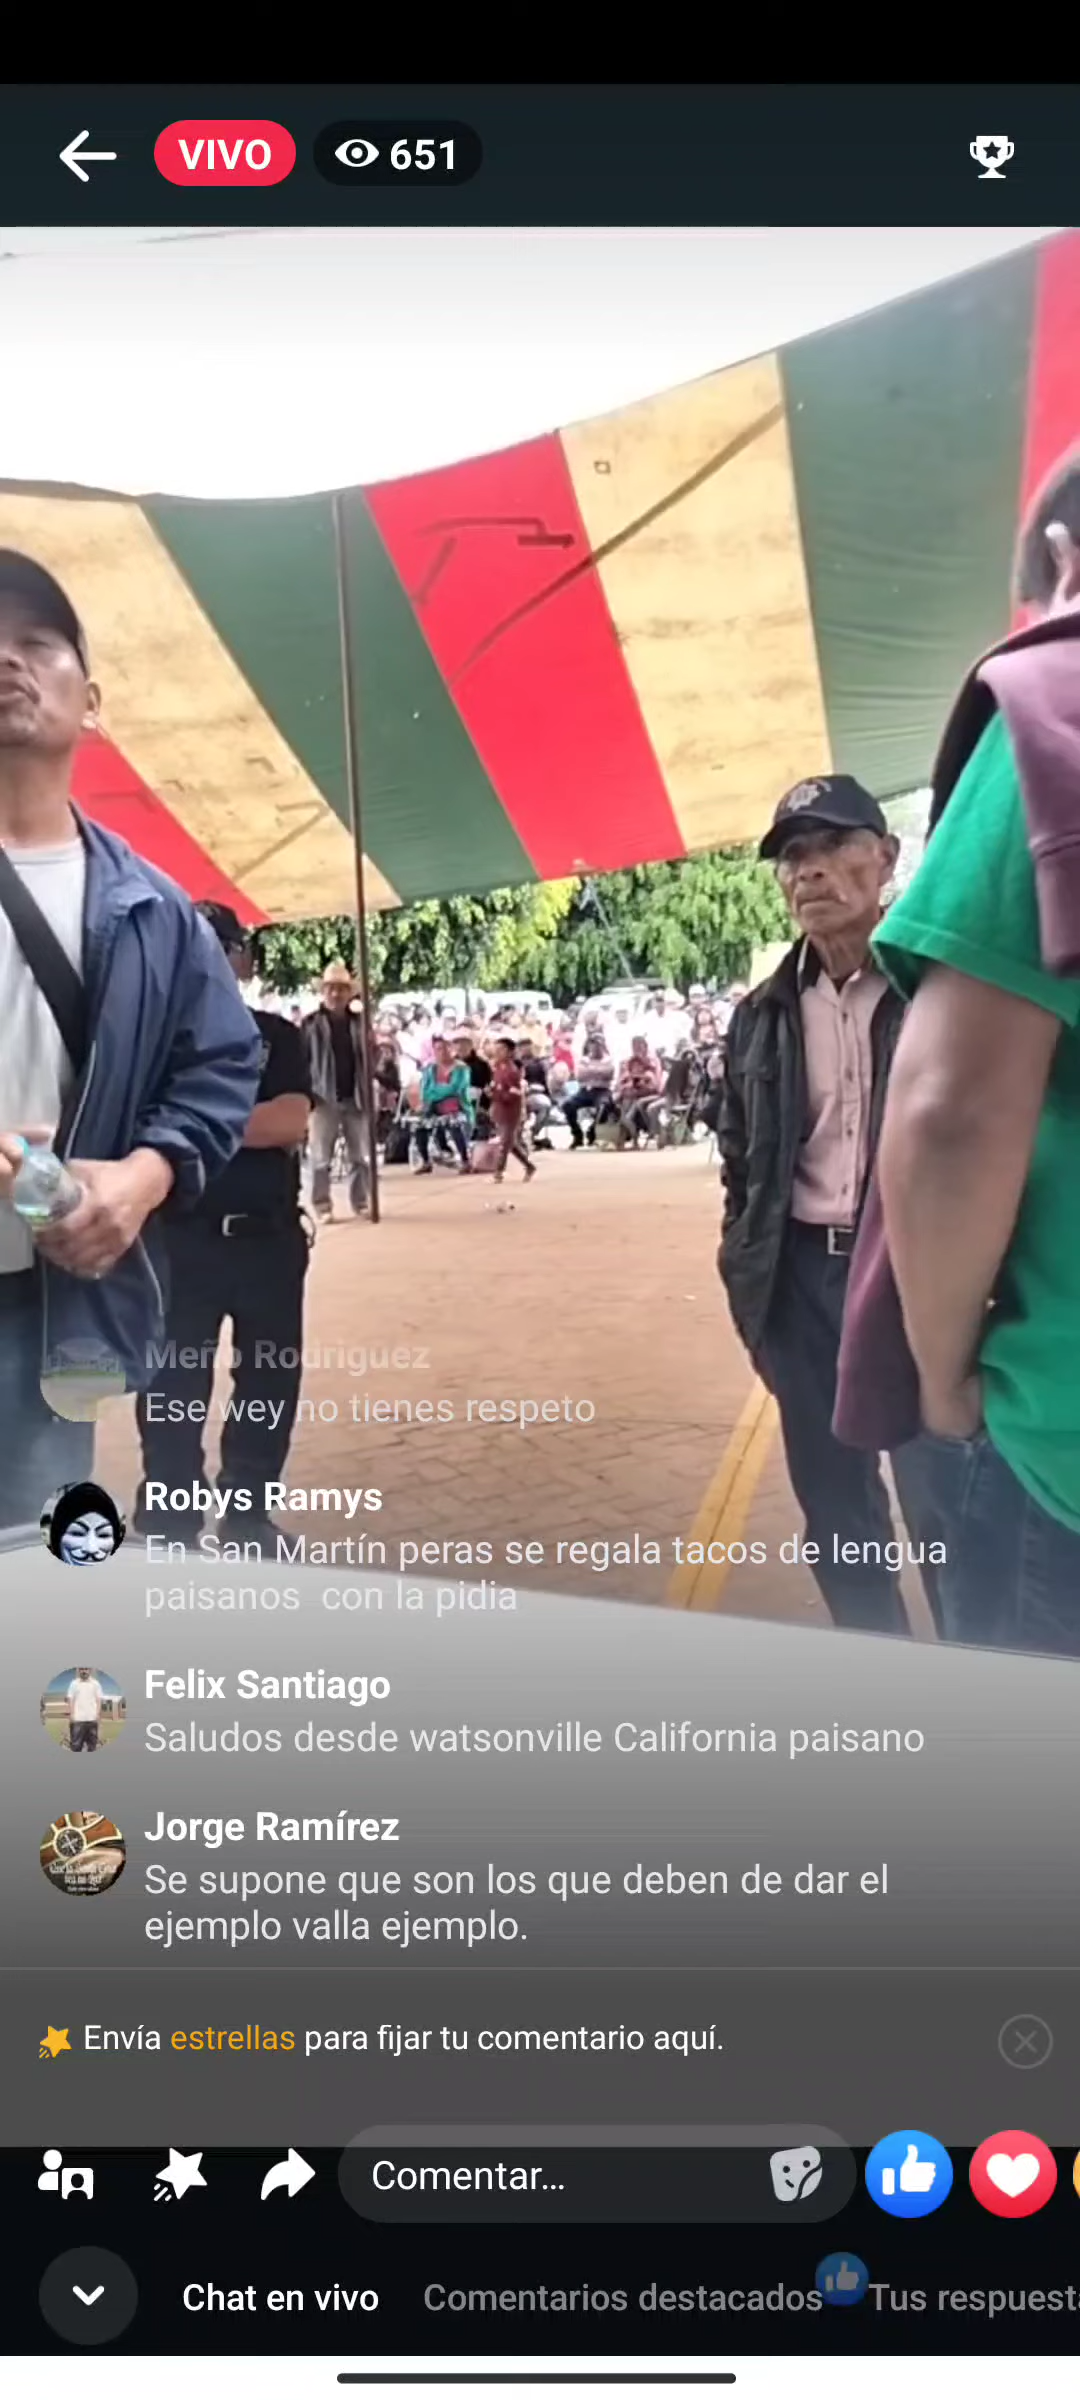 VIVO
651
Meño Rodriguez
Ese wey no tienes respeto
Robys Ramys
En San Martín peras se regala tacos de lengua
paisanos con la pidia
Felix Santiago
Saludos desde watsonville California paisano
Jorge Ramírez
Se supone que son los que deben de dar el
ejemplo valla ejemplo.
Envía estrellas para fijar tu comentario aquí.
Comentar...
Chat en vivo
Comentarios destacados
Tus respuest